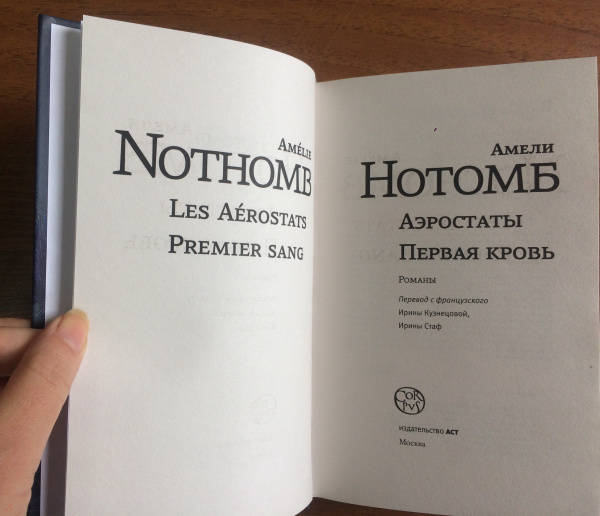 Amélie
Nothomb
Les Aérostats
Premier sang
Амели
Нотомб
Аэростаты
Первая кровь
Романы
Перевод с французского
Ирины Кузнецовой,
Ирины Стаф
CORPVS
издательство АСТ
Москва